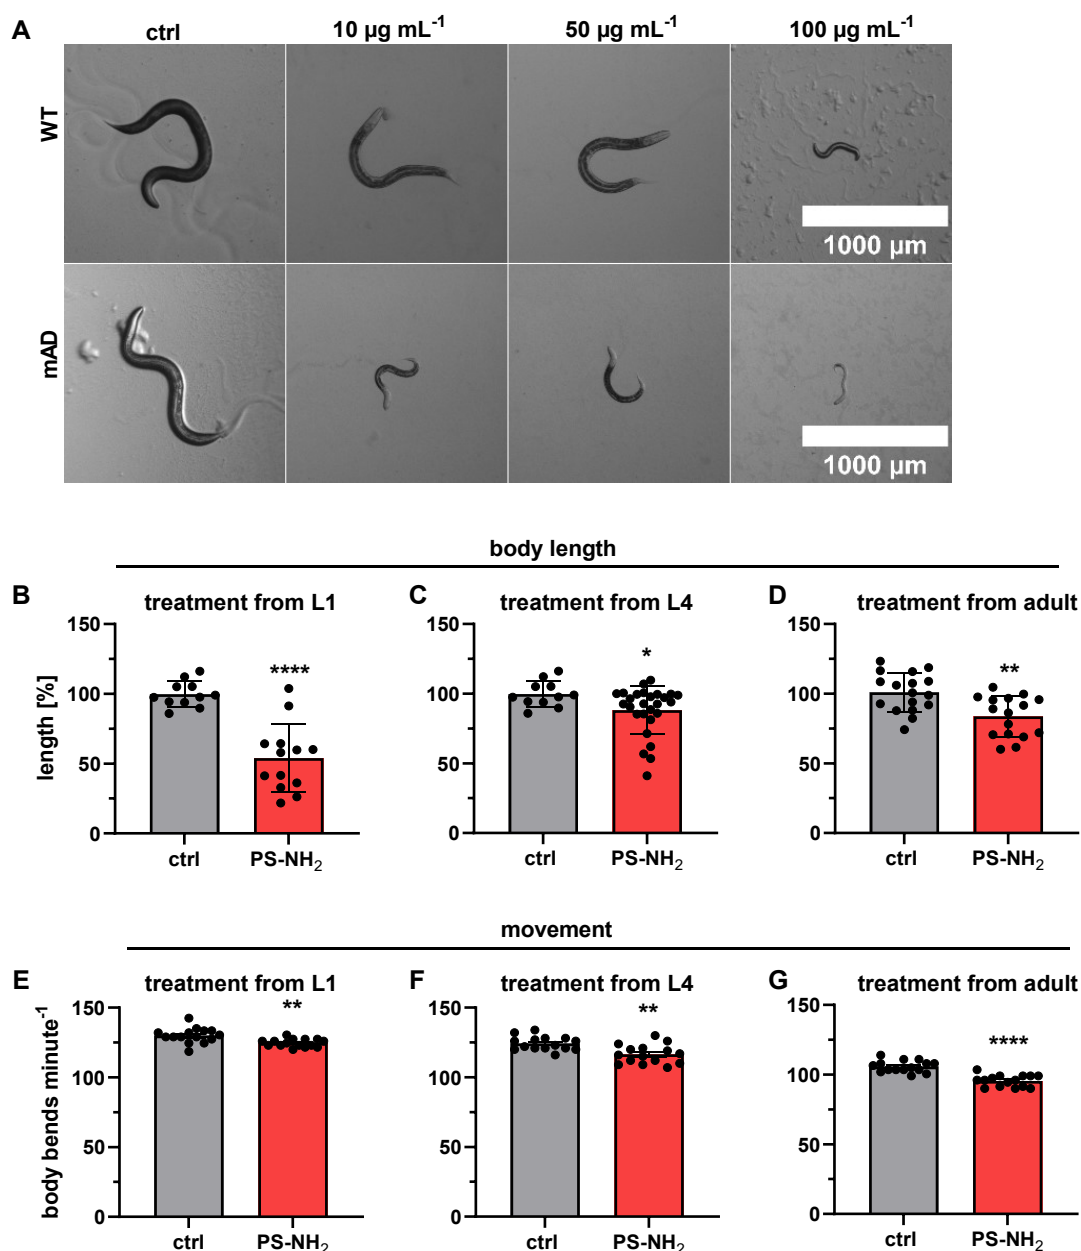 A
ctrl
10 µg mL⁻¹
50 µg mL⁻¹
100 µg mL⁻¹
WT
1000 µm
mAD
1000 µm
body length
B
treatment from L1
C
treatment from L4
D
treatment from adult
length [%]
150
100
50
0
****
ctrl
PS-NH₂
150
100
50
0
*
ctrl
PS-NH₂
150
100
50
0
**
ctrl
PS-NH₂
movement
E
treatment from L1
F
treatment from L4
G
treatment from adult
body bends minute⁻¹
150
100
50
0
**
ctrl
PS-NH₂
150
100
50
0
**
ctrl
PS-NH₂
150
100
50
0
****
ctrl
PS-NH₂